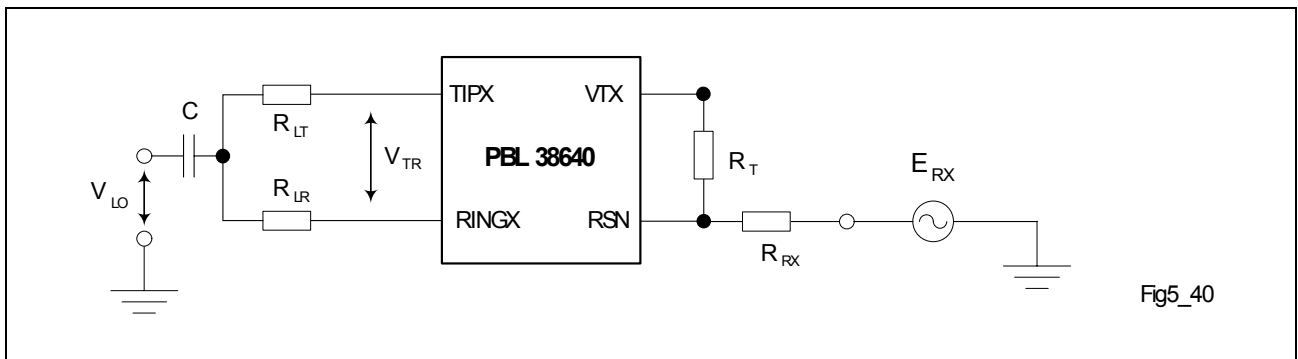 TIPX VTX
C
R LT
V TR PBL 38640 R T E RX
V LO R LR
RINGX RSN
R RX
Fig5_40